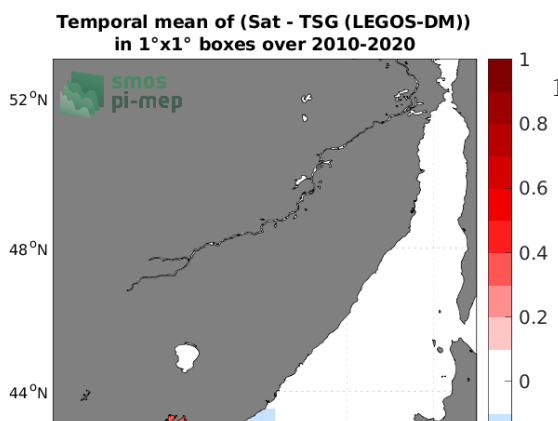 Temporal mean of (Sat - TSG (LEGOS-DM))
in 1°x1° boxes over 2010-2020
smos
pi-mep
52°N
48°N
44°N
1
0.8
0.6
0.4
0.2
0
1